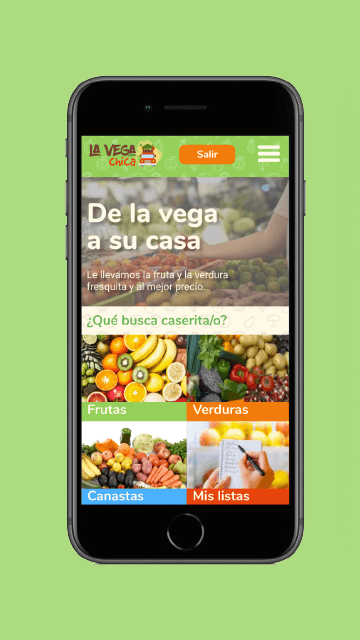 LA VEGA
chica
Salir
De la vega
a su casa
Le llevamos la fruta y la verdura
fresquita y al mejor precio.
¿Qué busca caserita/o?
Frutas
Verduras
Canastas
Mis listas